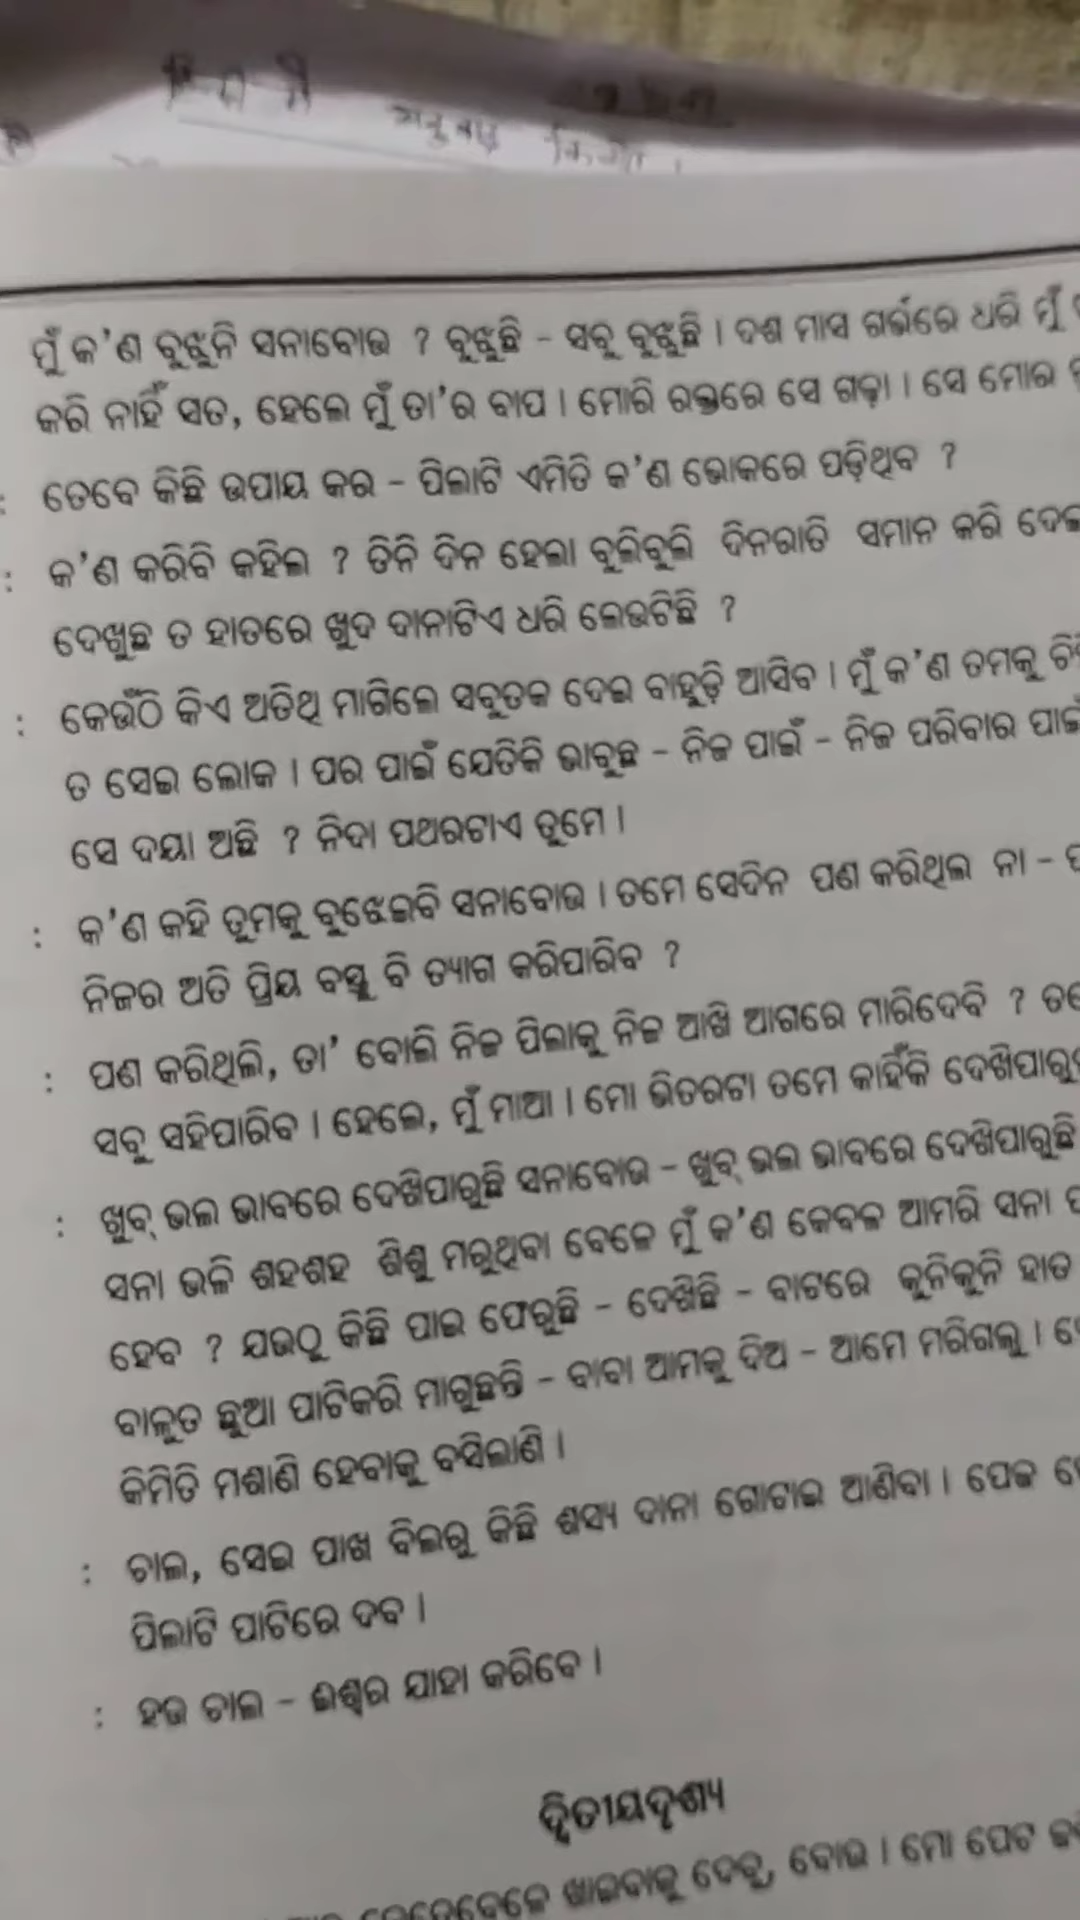 ମୁଁ କ'ଣ ବୁଝୁନି ସନାବୋଉ ? ବୁଝୁଛି – ସବୁ ବୁଝୁଛି । ଦଶ ମାସ ଗର୍ଭରେ ଧରି ମୁଁ
କରି ନାହିଁ ସତ, ହେଲେ ମୁଁ ତା'ର ବାପ । ମୋରି ରକ୍ତରେ ସେ ଗଢ଼ା । ସେ ମୋର
: ତେବେ କିଛି ଉପାୟ କର – ପିଲାଟି ଏମିତି କ'ଣ ଭୋକରେ ପଡ଼ିଥିବ ?
: କ'ଣ କରିବି କହିଲ ? ତିନି ଦିନ ହେଲା ବୁଲିବୁଲି ଦିନରାତି ସମାନ କରି
ଦେଖୁଛ ତ ହାତରେ ଖୁଦ ଦାନାଟିଏ ଧରି ଲେଉଟିଛି ?
: କେଉଁଠି କିଏ ଅତିଥି ମାଗିଲେ ସବୁତକ ଦେଇ ବାହୁଡ଼ି ଆସିବ । ମୁଁ କ'ଣ ତମକୁ
ତ ସେଇ ଲୋକ । ପର ପାଇଁ ଯେତିକି ଭାବୁଛ – ନିଜ ପାଇଁ – ନିଜ ପରିବାର ପାଇଁ
ସେ ଦୟା ଅଛି ? ନିଦା ପଥରଟାଏ ତୁମେ ।
: କ'ଣ କହି ତୁମକୁ ବୁଝେଇବି ସନାବୋଉ । ତମେ ସେଦିନ ପଣ କରିଥିଲ ନା –
ନିଜର ଅତି ପ୍ରିୟ ବସ୍ତୁ ବି ତ୍ୟାଗ କରିପାରିବ ?
: ପଣ କରିଥିଲି, ତା' ବୋଲି ନିଜ ପିଲାକୁ ନିଜ ଆଖି ଆଗରେ ମାରିଦେବି ?
ସବୁ ସହିପାରିବ । ହେଲେ, ମୁଁ ମାଆ । ମୋ ଭିତରଟା ତମେ କାହିଁକି
: ଖୁବ୍ ଭଲ ଭାବରେ ଦେଖିପାରୁଛି ସନାବୋଉ – ଖୁବ୍ ଭଲ ଭାବରେ ଦେଖିପାରୁଛି
ସନା ଭଳି ଶହଶହ ଶିଶୁ ମରୁଥିବା ବେଳେ ମୁଁ କ'ଣ କେବଳ ଆମରି ସନା
ହେବ ? ଯଉଠୁ କିଛି ପାଇ ଫେରୁଛି – ଦେଖିଛି – ବାଟରେ କୁନିକୁନି ହାତ
ବାଳୁତ ଛୁଆ ପାଟିକରି ମାଗୁଛନ୍ତି – ବାବା ଆମକୁ ଦିଅ – ଆମେ ମରିଗଲୁ ।
କିମିତି ମଶାଣି ହେବାକୁ ବସିଲାଣି ।
: ଚାଲ, ସେଇ ପାଖ ବିଲରୁ କିଛି ଶସ୍ୟ ଦାନା ଗୋଟାଇ ଆଣିବା । ପେଜ
ପିଲାଟି ପାଟିରେ ଦବ ।
: ହଉ ଚାଲ – ଈଶ୍ୱର ଯାହା କରିବେ ।
ଦ୍ୱିତୀୟଦୃଶ୍ୟ
ଖାଇବାକୁ ଦେବୁ, ବୋଉ । ମୋ ପେଟ